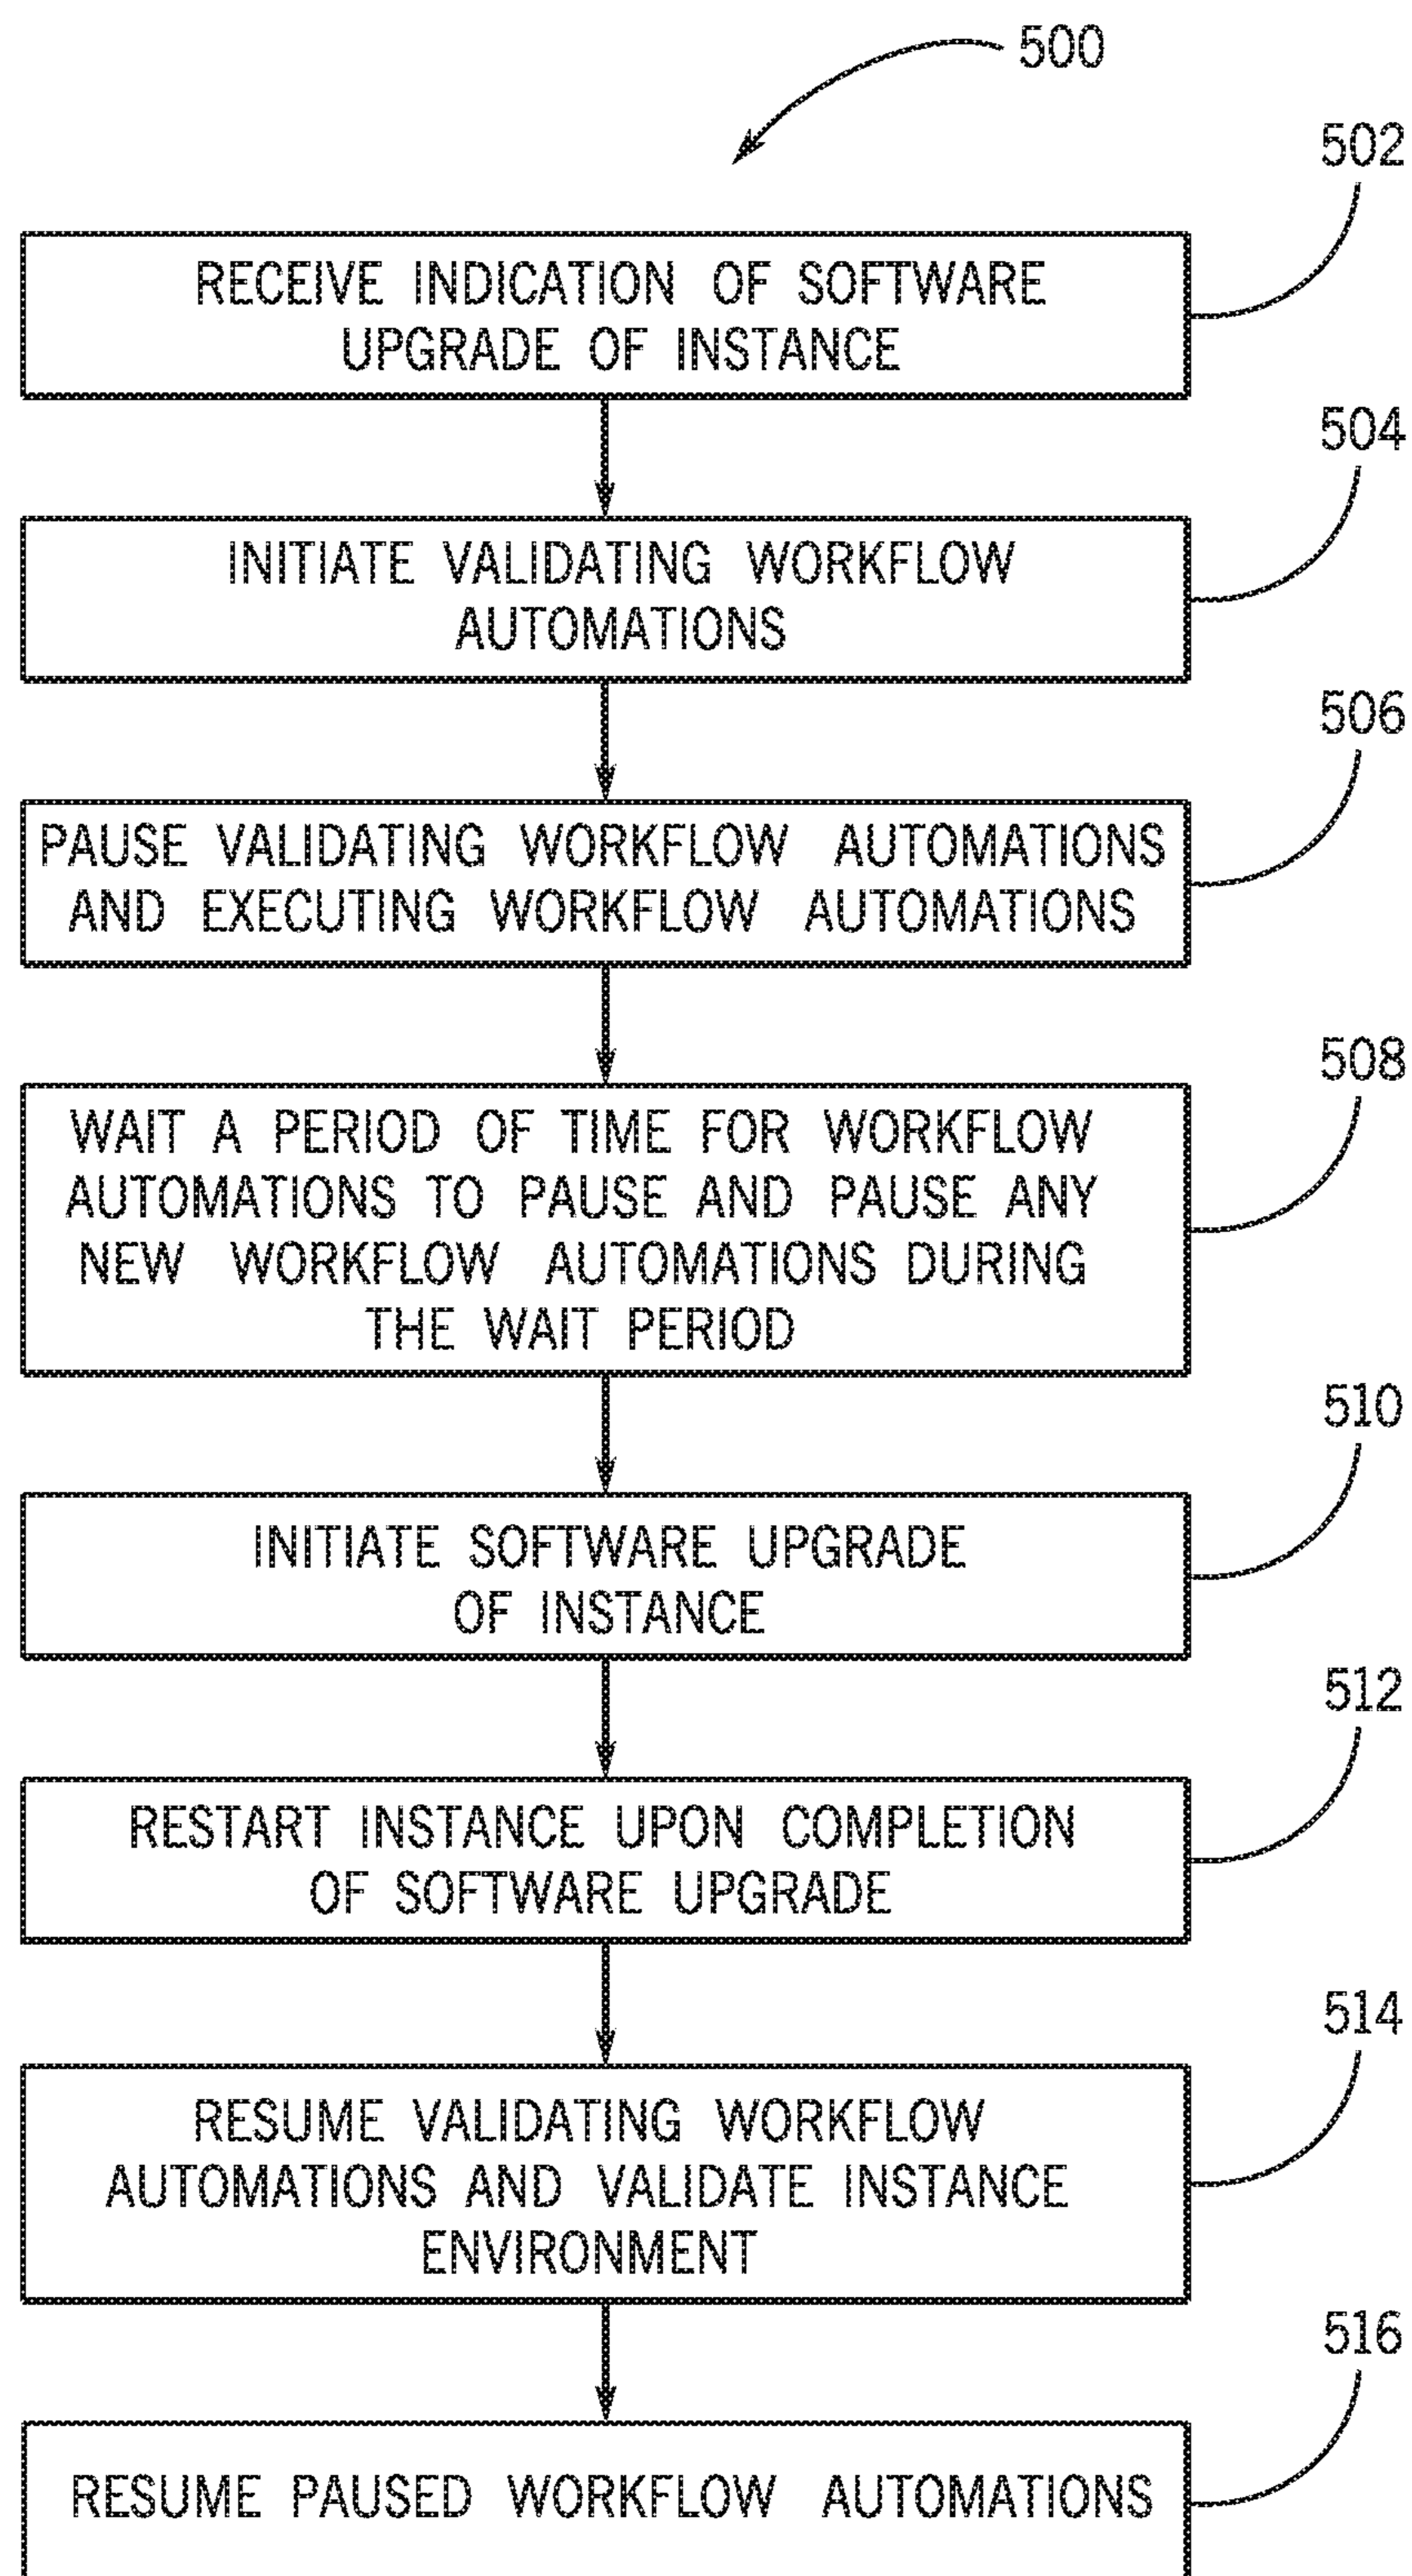 500
502
RECEIVE INDICATION OF SOFTWARE
UPGRADE OF INSTANCE
504
INITIATE VALIDATING WORKFLOW
AUTOMATIONS
506
PAUSE VALIDATING WORKFLOW AUTOMATIONS
AND EXECUTING WORKFLOW AUTOMATIONS
508
WAIT A PERIOD OF TIME FOR WORKFLOW
AUTOMATIONS TO PAUSE AND PAUSE ANY
NEW WORKFLOW AUTOMATIONS DURING
THE WAIT PERIOD
510
INITIATE SOFTWARE UPGRADE
OF INSTANCE
512
RESTART INSTANCE UPON COMPLETION
OF SOFTWARE UPGRADE
514
RESUME VALIDATING WORKFLOW
AUTOMATIONS AND VALIDATE INSTANCE
ENVIRONMENT
516
RESUME PAUSED WORKFLOW AUTOMATIONS